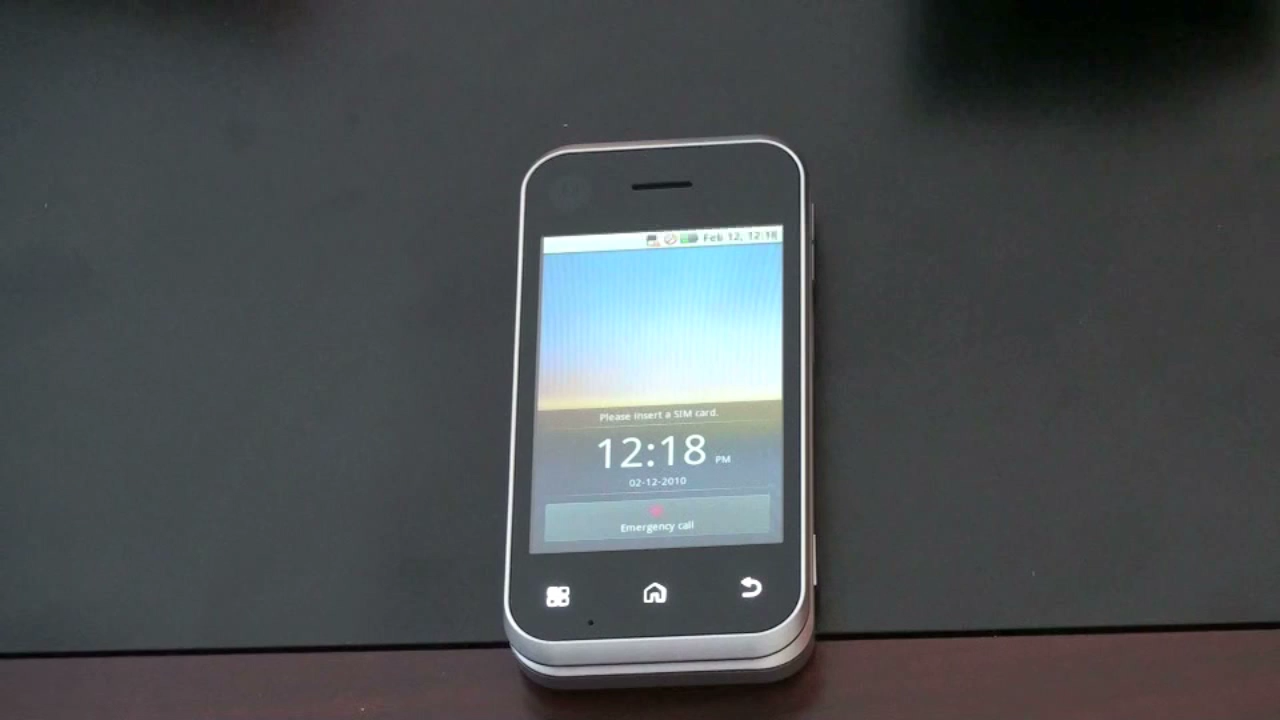 Feb 12, 12:18
Please insert a SIM card.
12:18 PM
02-12-2010
Emergency call